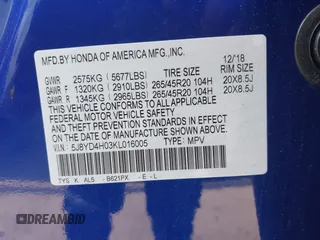 MFD.BY HONDA OF AMERICA MFG.,INC.
12/18
GVWR 2575KG (5677LBS) TIRE SIZE RIM SIZE
GAWR F 1320KG (2910LBS) 265/45R20 104H 20X8.5J
GAWR R 1345KG (2965LBS) 265/45R20 104H 20X8.5J
THIS VEHICLE CONFORMS TO ALL APPLICABLE
FEDERAL MOTOR VEHICLE SAFETY
AND THEFT PREVENTION STANDARDS IN EFFECT
ON THE DATE OF MANUFACTURE SHOWN ABOVE.
V.I.N.: 5J8YD4H03KL016005 TYPE: MPV
TYS K AL5 - B621PX - E - L
DREAMBID